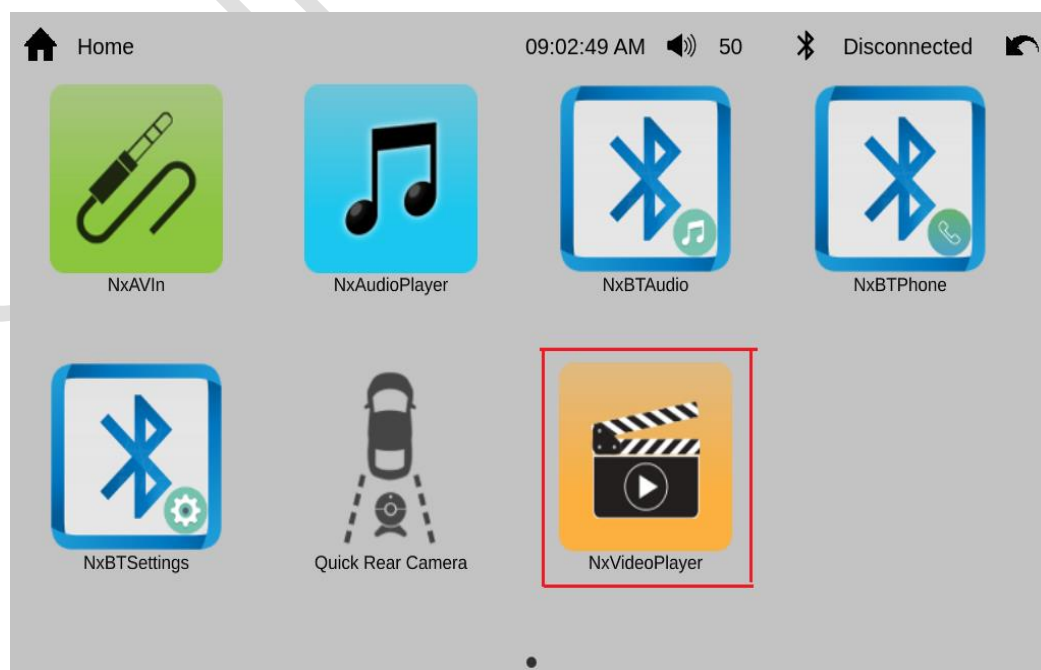 Home 09:02:49 AM 50 Disconnected
NxAVIn NxAudioPlayer NxBTAudio NxBTPhone
NxBTSettings Quick Rear Camera NxVideoPlayer